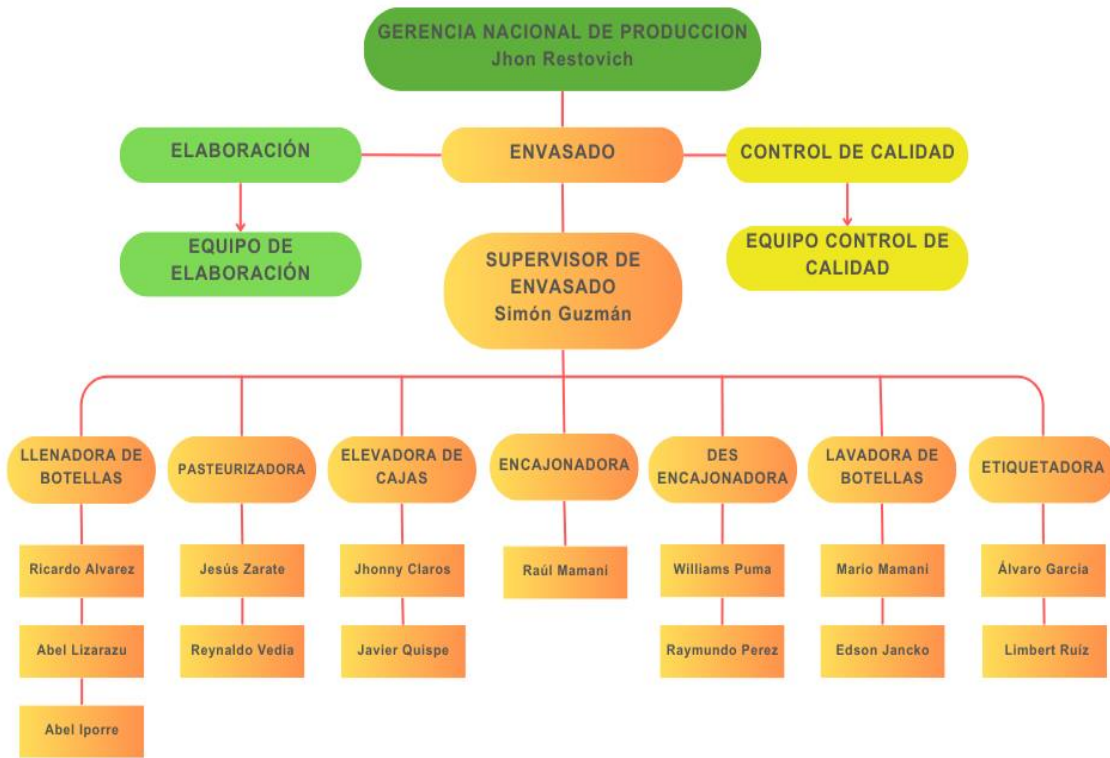 GERENCIA NACIONAL DE PRODUCCION
Jhon Restovich
ELABORACIÓN
ENVASADO
CONTROL DE CALIDAD
EQUIPO DE
ELABORACIÓN
SUPERVISOR DE
ENVASADO
Simón Guzmán
EQUIPO CONTROL DE
CALIDAD
LLENADORA DE
BOTELLAS
PASTEURIZADORA
ELEVADORA DE
CAJAS
ENCAJONADORA
DES
ENCAJONADORA
LAVADORA DE
BOTELLAS
ETIQUETADORA
Ricardo Alvarez
Jesús Zarate
Jhonny Claros
Raúl Mamani
Williams Puma
Mario Mamani
Álvaro García
Abel Lizarazu
Reynaldo Vedia
Javier Quispe
Raymundo Perez
Edson Jancko
Limbert Ruíz
Abel Iporre